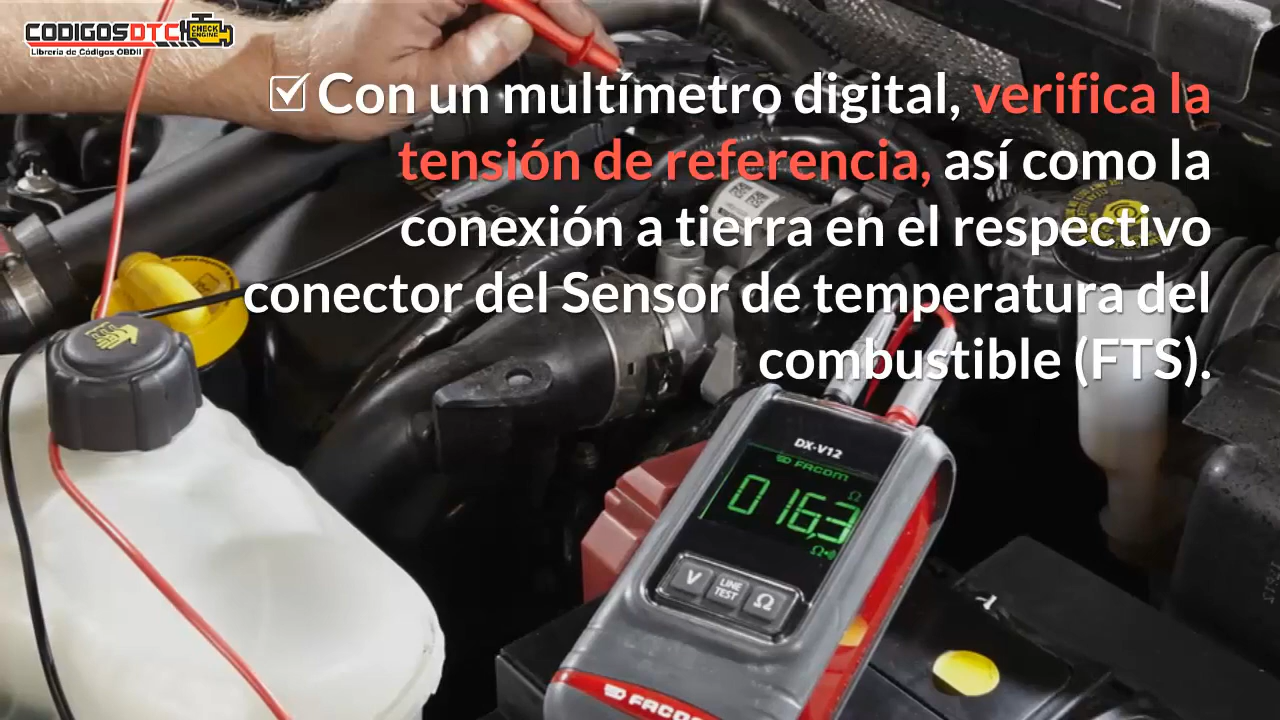 CODIGOSDTC
CHECK
ENGINE
Librería de Códigos OBDII
Con un multímetro digital, verifica la
tensión de referencia, así como la
conexión a tierra en el respectivo
conector del Sensor de temperatura del
combustible (FTS).
DX-V12
FACOM
Ω
016,3
Ω
V
LINE
TEST
Ω
FACOM